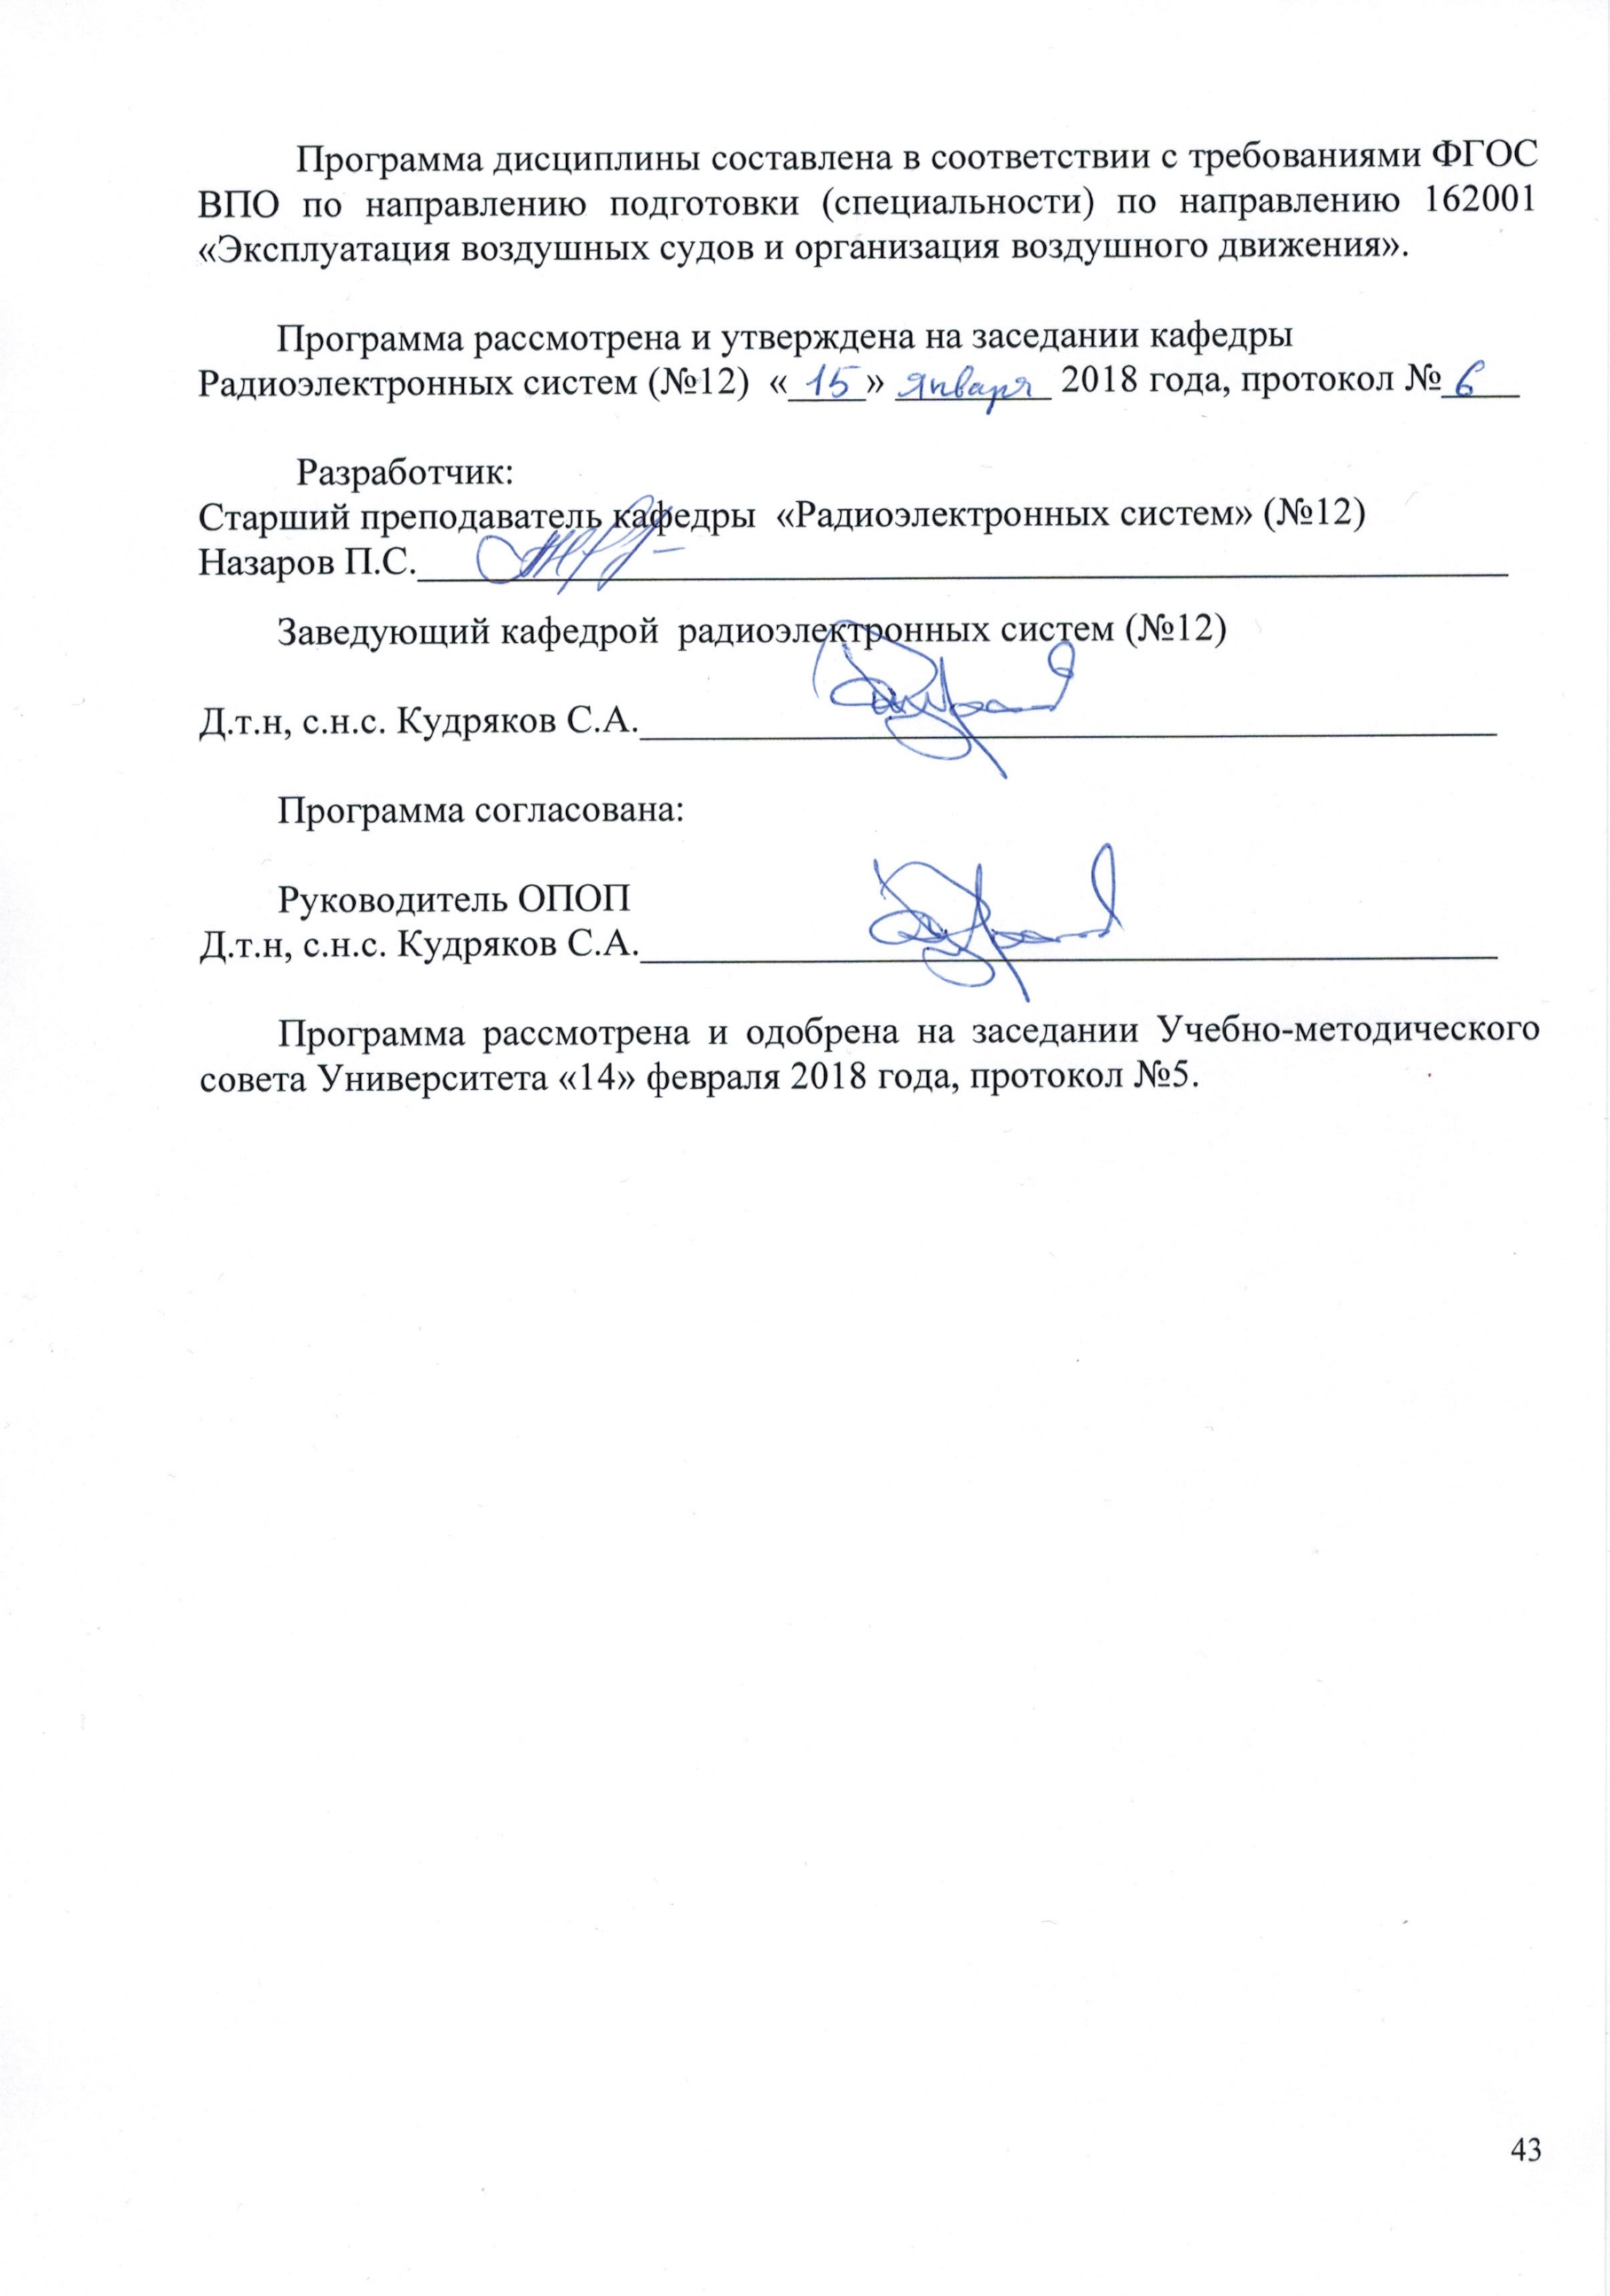 Программа дисциплины составлена в соответствии с требованиями ФГОС
ВПО по направлению подготовки (специальности) по направлению 162001
«Эксплуатация воздушных судов и организация воздушного движения».
Программа рассмотрена и утверждена на заседании кафедры
Радиоэлектронных систем (№12) «15» января 2018 года, протокол № 6
Разработчик:
Старший преподаватель кафедры «Радиоэлектронных систем» (№12)
Назаров П.С.
Заведующий кафедрой радиоэлектронных систем (№12)
Д.т.н, с.н.с. Кудряков С.А.
Программа согласована:
Руководитель ОПОП
Д.т.н, с.н.с. Кудряков С.А.
Программа рассмотрена и одобрена на заседании Учебно-методического
совета Университета «14» февраля 2018 года, протокол №5.
43